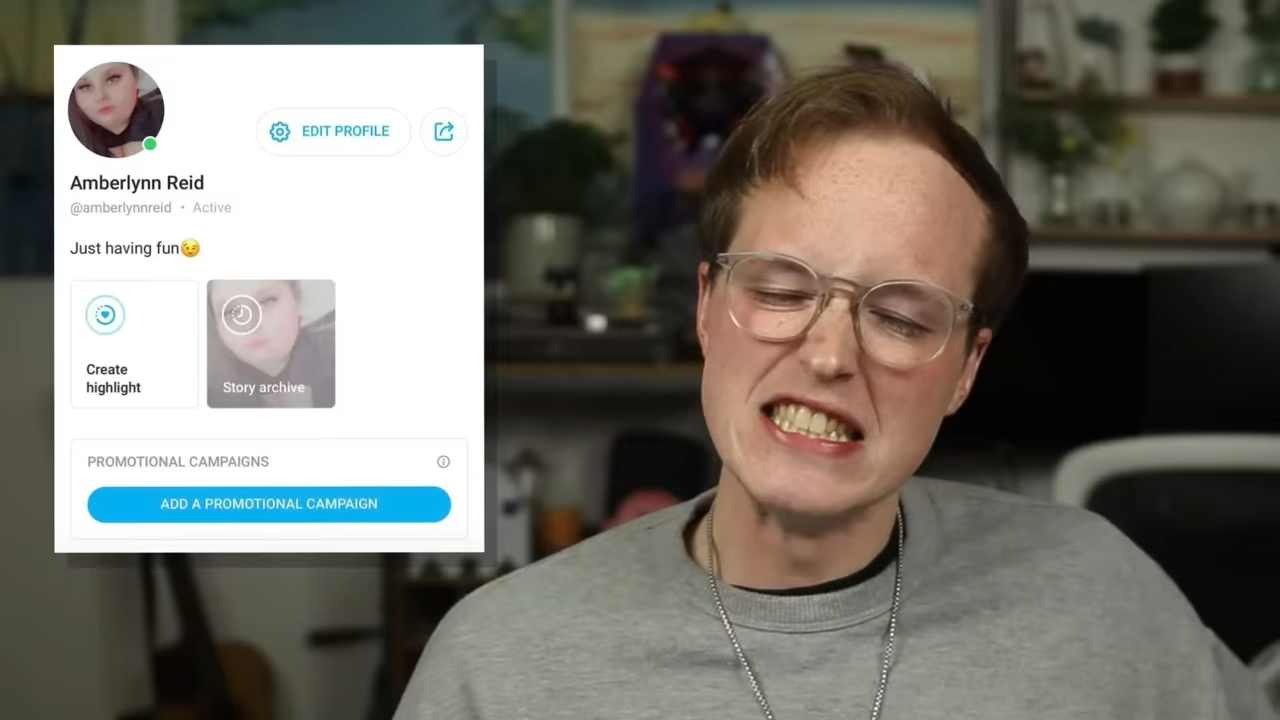 EDIT PROFILE
Amberlynn Reid
@amberlynnreid • Active
Just having fun😉
Create
highlight
Story archive
PROMOTIONAL CAMPAIGNS
ADD A PROMOTIONAL CAMPAIGN